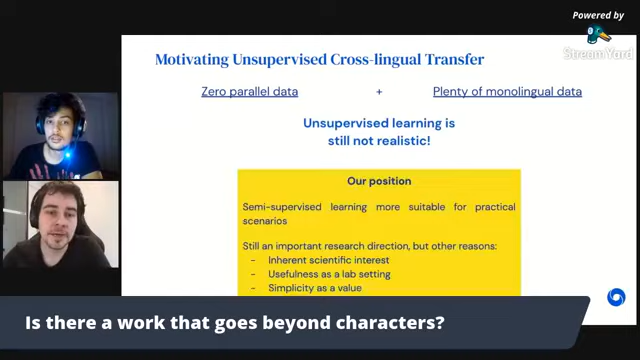 Powered by
StreamYard
Motivating Unsupervised Cross-lingual Transfer
Zero parallel data + Plenty of monolingual data
Unsupervised learning is
still not realistic!
Our position
Semi-supervised learning more suitable for practical
scenarios
Still an important research direction, but other reasons:
- Inherent scientific interest
- Usefulness as a lab setting
- Simplicity as a value
Is there a work that goes beyond characters?